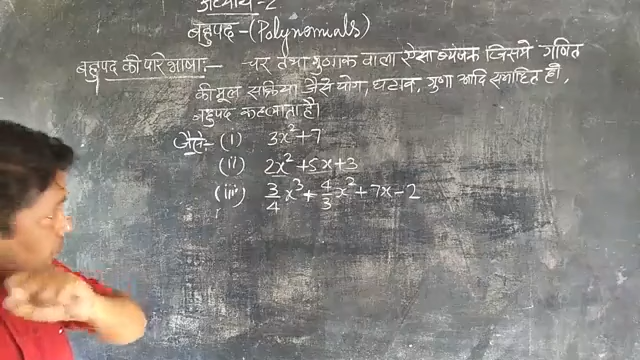 अध्याय-2
बहुपद-(Polynomials)
बहुपद की परिभाषा:- चर तथा गुणांक वाला ऐसा व्यंजक जिसमें गणित
की मूल संक्रिया जैसे योग, घटाव, गुणा आदि समाहित हो,
बहुपद कहलाता है।
जैसे:- (i) 3x²+7
(ii) 2x²+5x+3
(iii) 3/4 x³ + 4/3 x² + 7x - 2